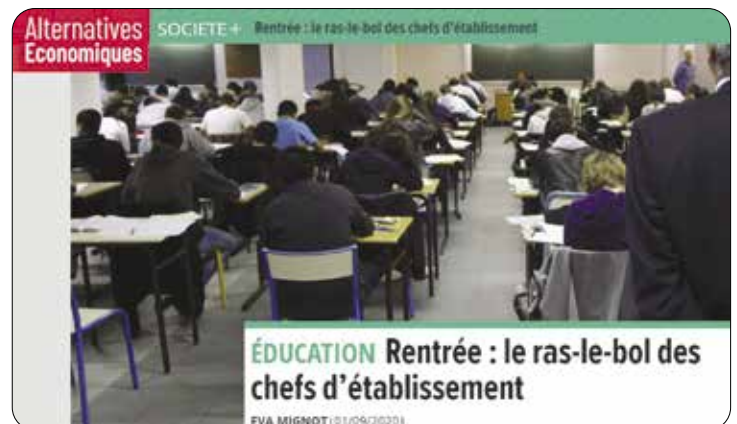 Alternatives
Economiques
SOCIETE +
Rentrée : le ras-le-bol des chefs d'établissement
ÉDUCATION Rentrée : le ras-le-bol des
chefs d'établissement
EVA MIGNOT 01/09/2020